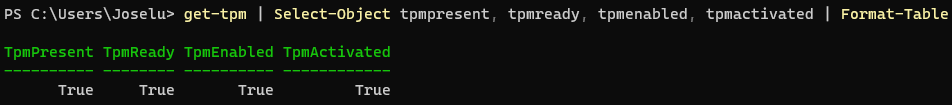 PS C:\Users\Joselu> get-tpm | Select-Object tpmpresent, tpmready, tpmenabled, tpmactivated | Format-Table
TpmPresent TpmReady TpmEnabled TpmActivated
---------- -------- ---------- ------------
      True     True       True         True